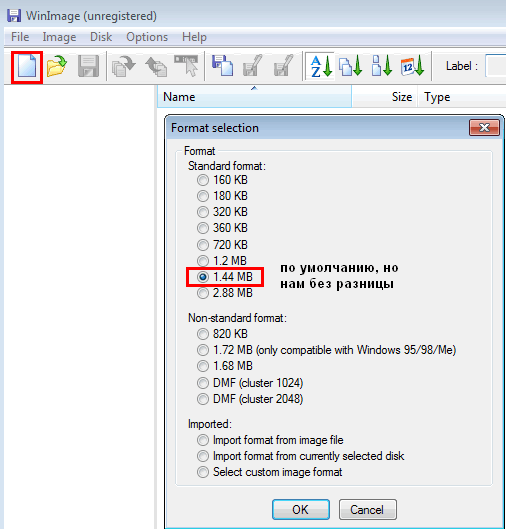 WinImage (unregistered)
File Image Disk Options Help
A Z 12 Label :
Name Size Type
Format selection
Format
Standard format:
160 KB
180 KB
320 KB
360 KB
720 KB
1.2 MB
1.44 MB
2.88 MB
по умолчанию, но
нам без разницы
Non-standard format:
820 KB
1.72 MB (only compatible with Windows 95/98/Me)
1.68 MB
DMF (cluster 1024)
DMF (cluster 2048)
Imported:
Import format from image file
Import format from currently selected disk
Select custom image format
OK Cancel